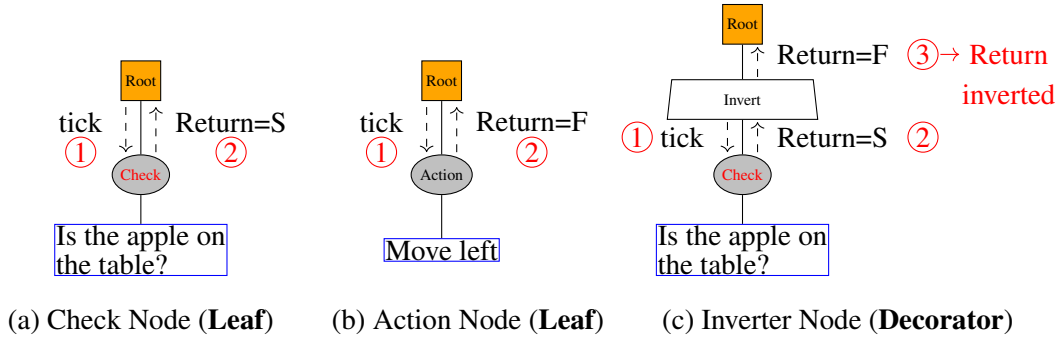 Root
tick Return=S
① ②
Check
Is the apple on
the table?
(a) Check Node (Leaf)
Root
tick Return=F
① ②
Action
Move left
(b) Action Node (Leaf)
Root
Return=F ③→ Return
inverted
Invert
① tick Return=S ②
Check
Is the apple on
the table?
(c) Inverter Node (Decorator)